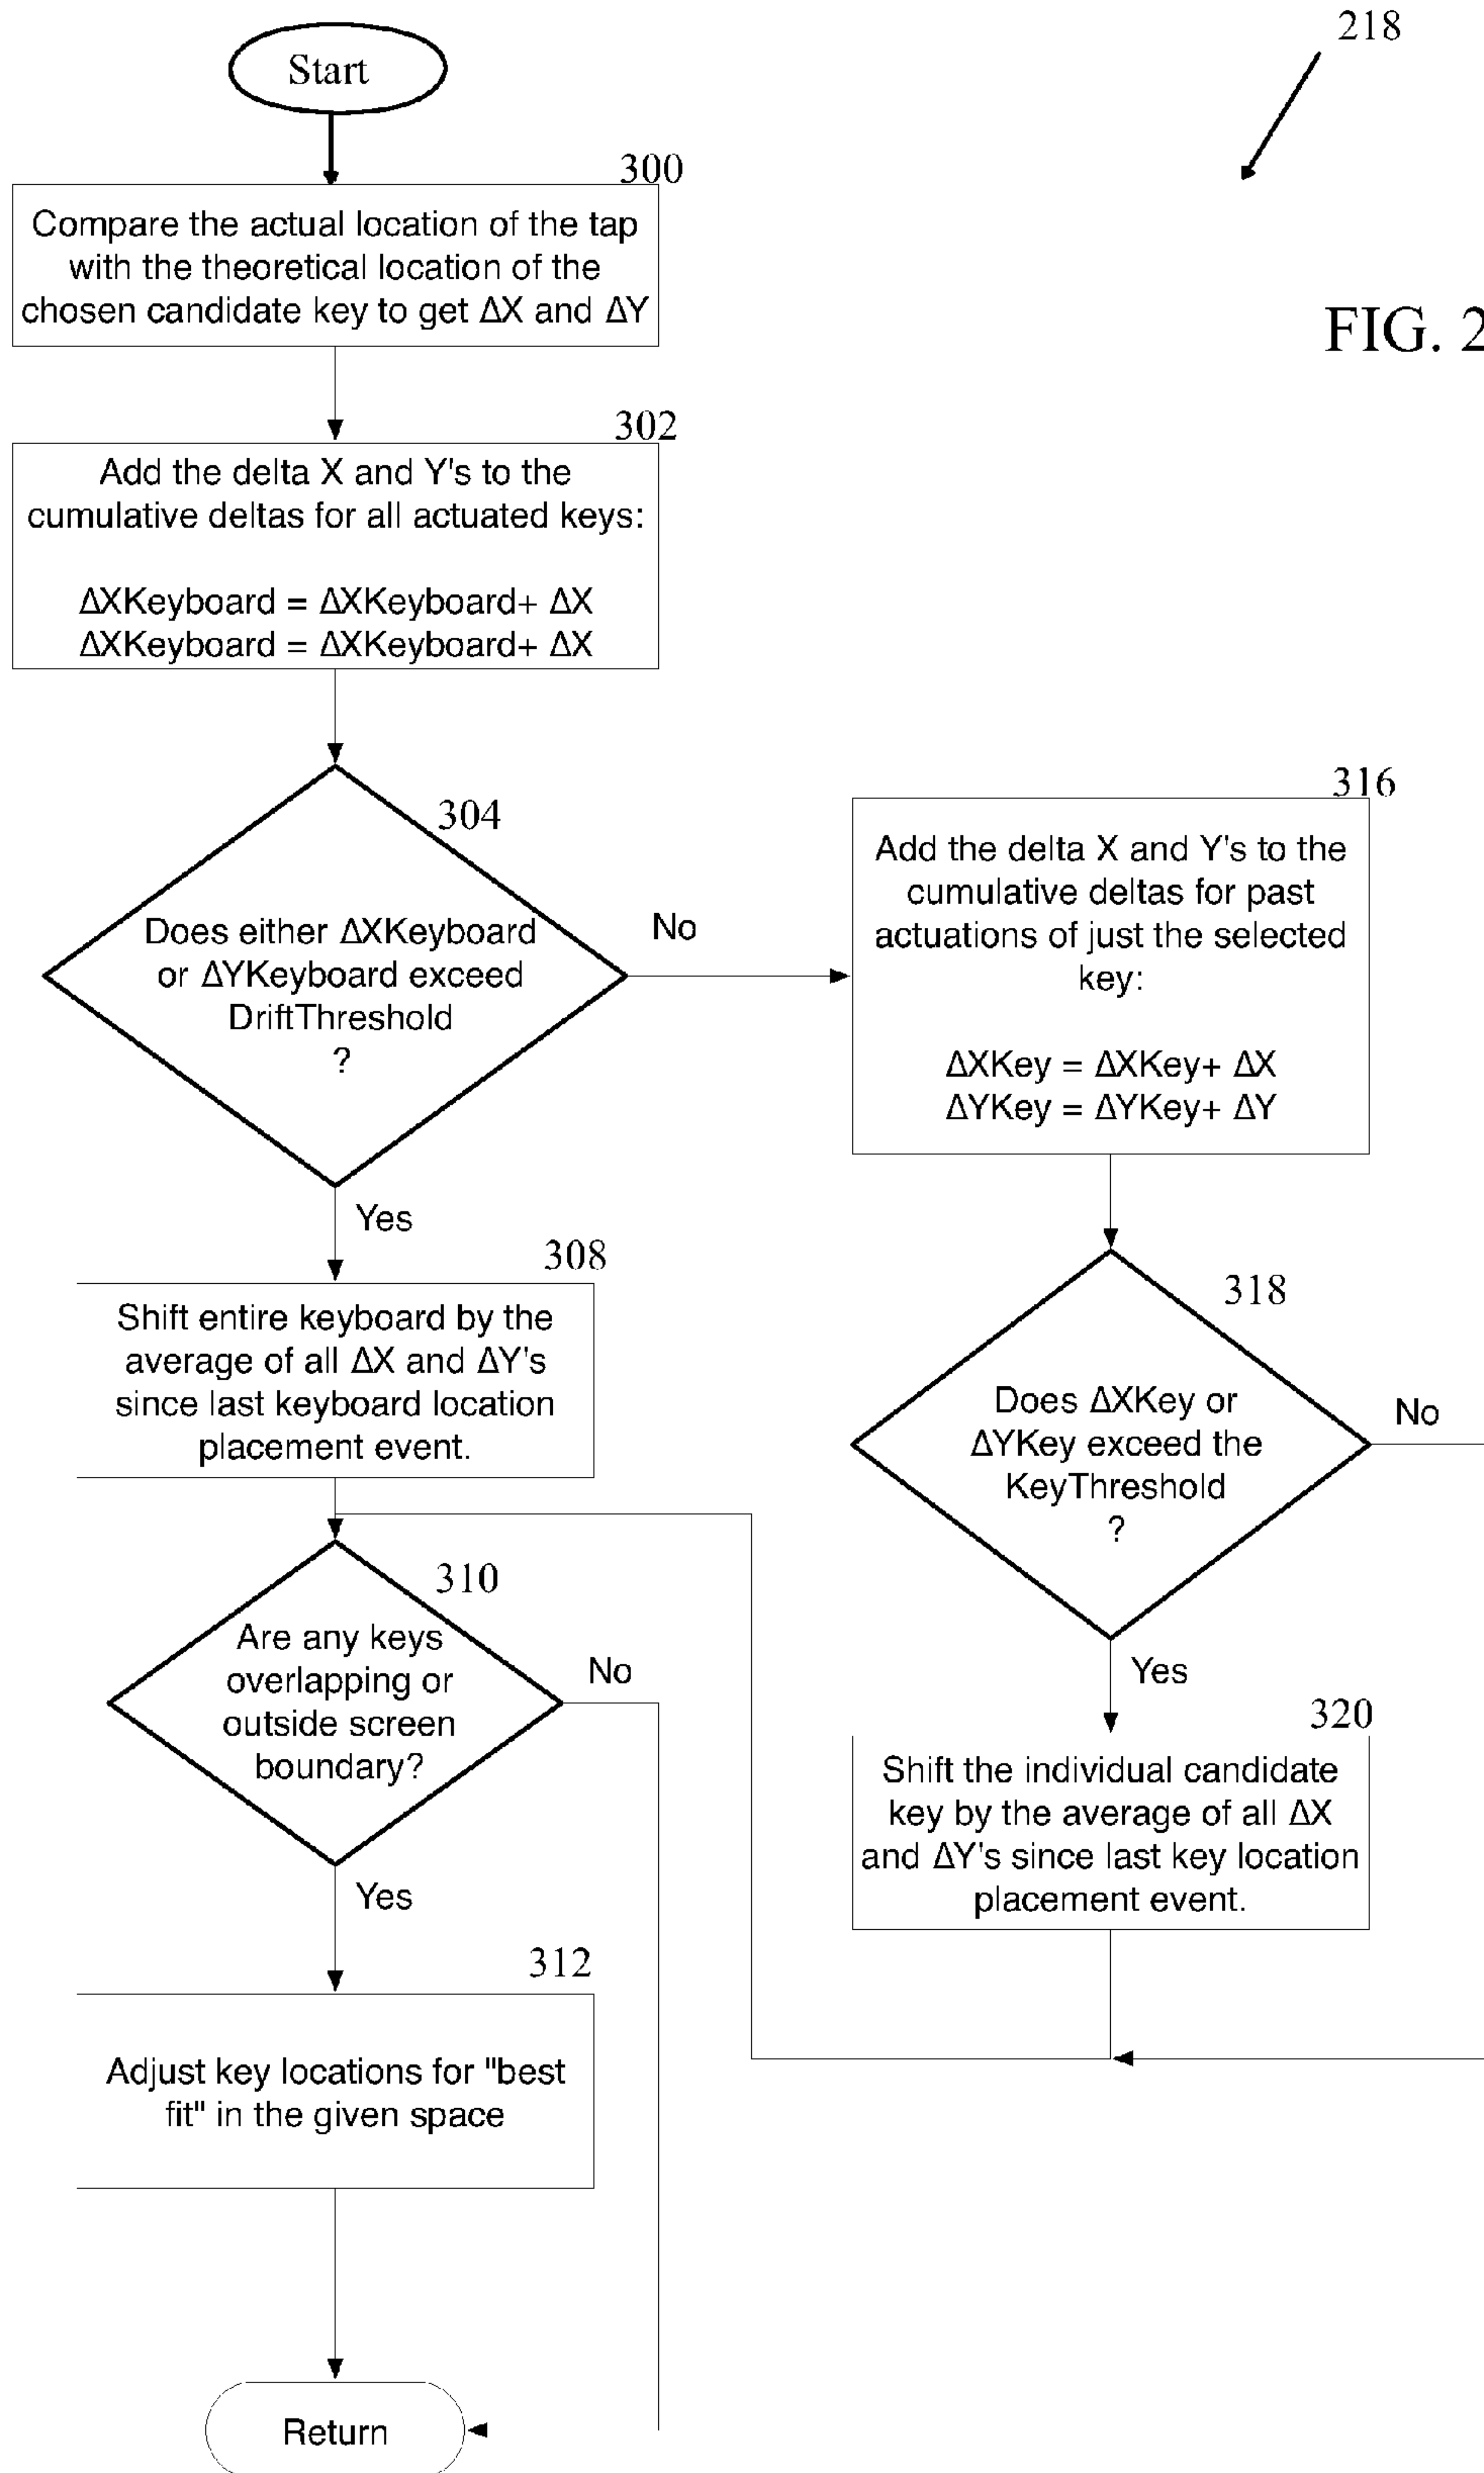 Start
218
300
Compare the actual location of the tap
with the theoretical location of the
chosen candidate key to get ΔX and ΔY
FIG. 2
302
Add the delta X and Y's to the
cumulative deltas for all actuated keys:
ΔXKeyboard = ΔXKeyboard+ ΔX
ΔXKeyboard = ΔXKeyboard+ ΔX
304
Does either ΔXKeyboard
or ΔYKeyboard exceed
DriftThreshold
?
No
Yes
316
Add the delta X and Y's to the
cumulative deltas for past
actuations of just the selected
key:
ΔXKey = ΔXKey+ ΔX
ΔYKey = ΔYKey+ ΔY
308
Shift entire keyboard by the
average of all ΔX and ΔY's
since last keyboard location
placement event.
318
Does ΔXKey or
ΔYKey exceed the
KeyThreshold
?
No
Yes
310
Are any keys
overlapping or
outside screen
boundary?
No
Yes
320
Shift the individual candidate
key by the average of all ΔX
and ΔY's since last key location
placement event.
312
Adjust key locations for "best
fit" in the given space
Return